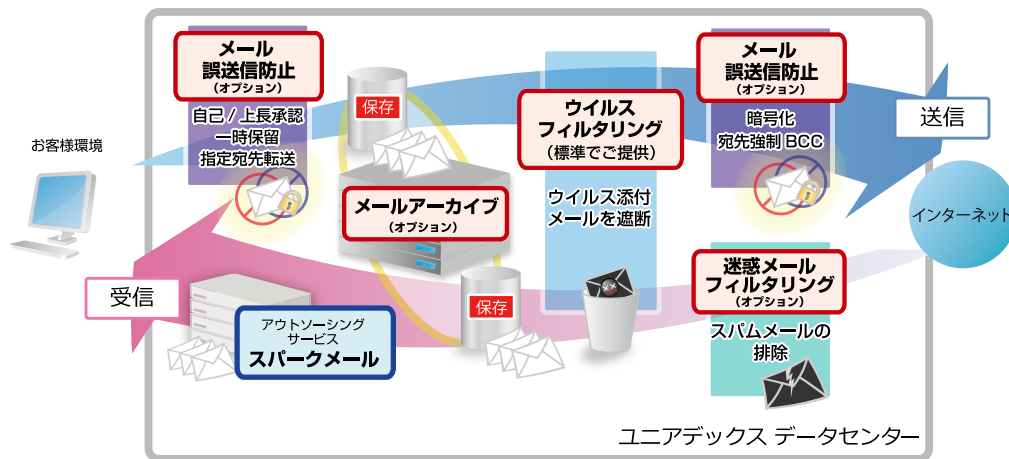 メール
誤送信防止
(オプション)
自己/上長承認
一時保留
指定宛先転送
お客様環境
保存
メールアーカイブ
(オプション)
ウイルス
フィルタリング
(標準でご提供)
ウイルス添付
メールを遮断
メール
誤送信防止
(オプション)
暗号化
宛先強制 BCC
送信
インターネット
受信
アウトソーシング
サービス
スパークメール
保存
迷惑メール
フィルタリング
(オプション)
スパムメールの
排除
ユニアデックス データセンター